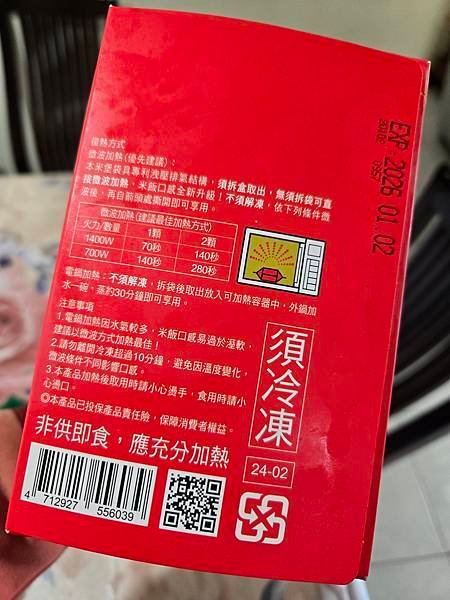 復熱方式
微波加熱(優先建議):
本米堡袋具專利洩壓排氣結構,須拆盒取出,無須拆袋可直
接微波加熱,米飯口感全新升級!不須解凍,依下列條件微
波後,再自前頭處撕開即可享用。
微波加熱(建議最佳加熱方式)
火力/數量 1顆 2顆
1400W 70秒 140秒
700W 140秒 280秒
電鍋加熱:不須解凍,拆袋後取出放入可加熱容器中,外鍋加
水一碗,蒸約30分鐘即可享用。
注意事項
1.電鍋加熱因水氣較多,米飯口感易過於溼軟,
建議以微波方式加熱最佳!
2.請勿離開冷凍超過10分鐘,避免因溫度變化,
微波條件不同影響口感。
3.本產品加熱後取用時請小心燙手,食用時請小
心燙口。
◎本產品已投保產品責任險,保障消費者權益。
非供即食,應充分加熱
須冷凍
24-02
4 712927 556039
EXP 2025. 01. 02